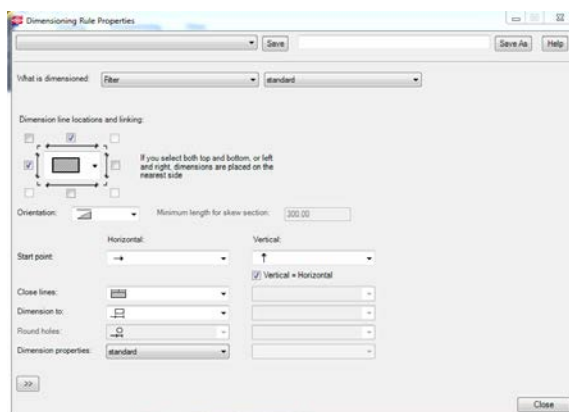 Dimensioning Rule Properties
Save Save As Help
What is dimensioned: Filter standard
Dimension line locations and linking:
If you select both top and bottom, or left
and right, dimensions are placed on the
nearest side
Orientation: Minimum length for skew section: 300.00
Horizontal: Vertical:
Start point:
Vertical = Horizontal
Close lines:
Dimension to:
Round holes:
Dimension properties: standard
>>
Close